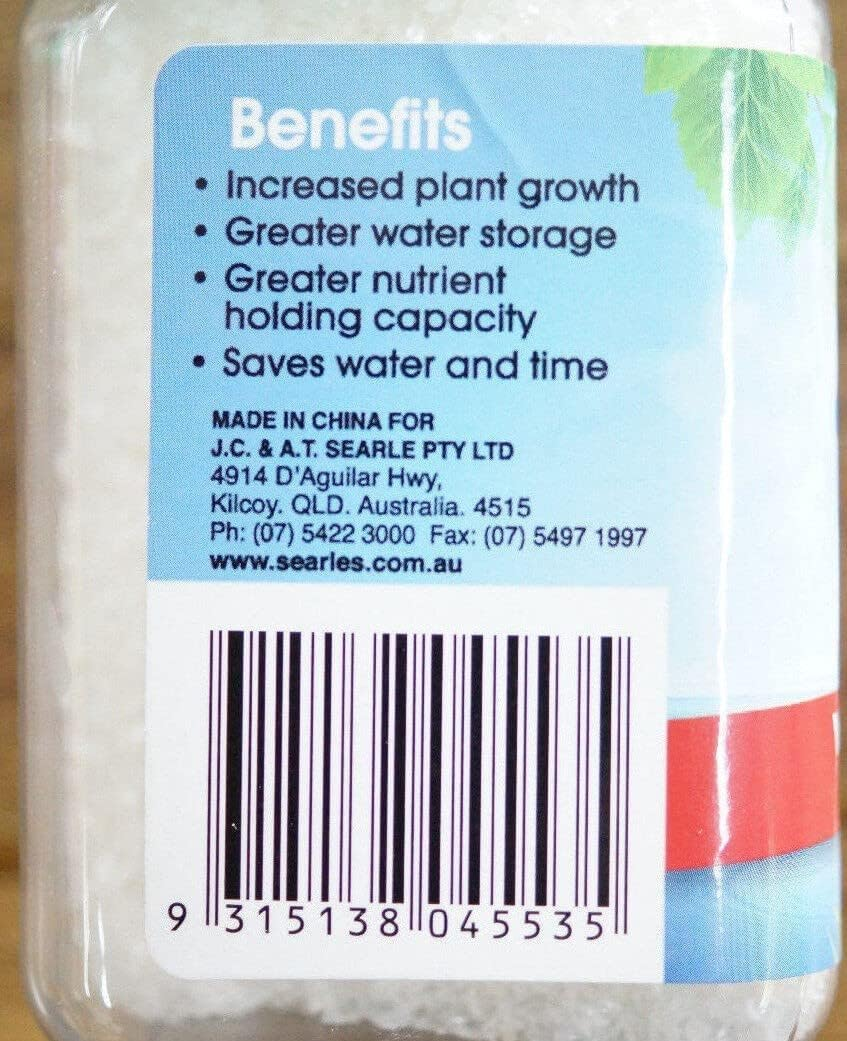 Benefits
• Increased plant growth
• Greater water storage
• Greater nutrient
holding capacity
• Saves water and time
MADE IN CHINA FOR
J.C. & A.T. SEARLE PTY LTD
4914 D'Aguilar Hwy,
Kilcoy. QLD. Australia. 4515
Ph: (07) 5422 3000 Fax: (07) 5497 1997
www.searles.com.au
9 315138 045535